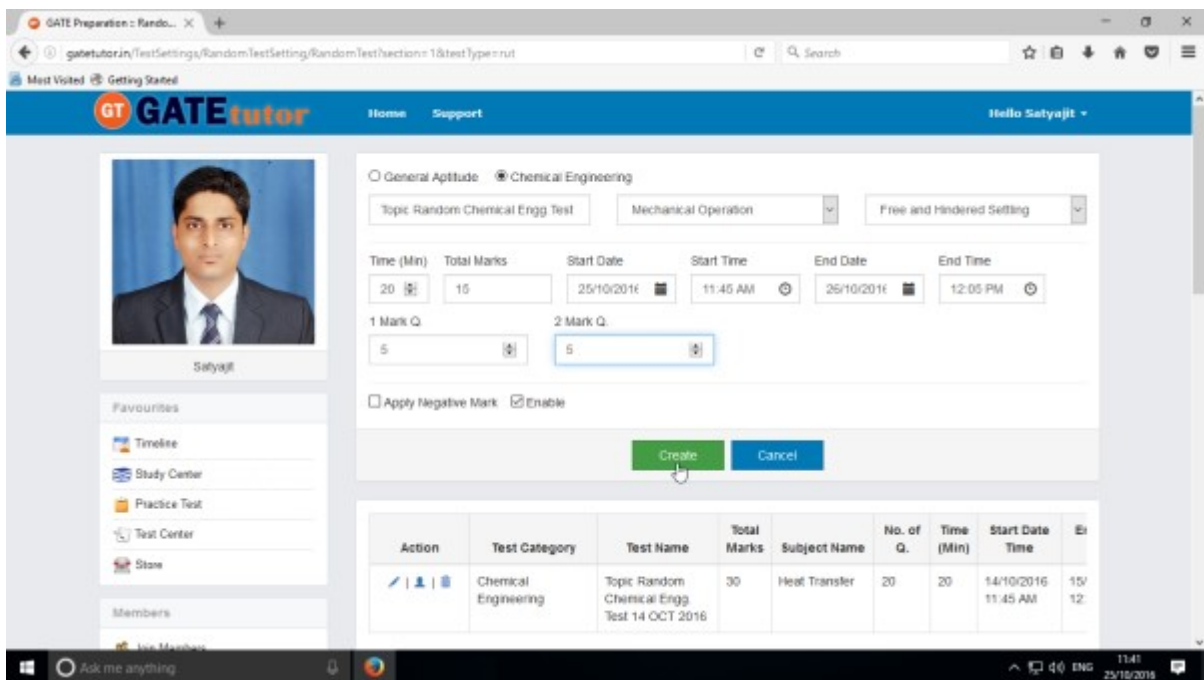 GATE Preparation :: Rando...
gatetutor.in/TestSettings/RandomTestSetting/RandomTest?section=1&testType=rut
Search
Most Visited Getting Started
GT GATEtutor Home Support Hello Satyajit
General Aptitude Chemical Engineering
Topic Random Chemical Engg Test Mechanical Operation Free and Hindered Settling
Time (Min) Total Marks Start Date Start Time End Date End Time
20 15 25/10/2016 11:45 AM 26/10/2016 12:05 PM
1 Mark Q. 2 Mark Q.
5 5
Apply Negative Mark Enable
Create Cancel
Satyajit
Favourites
Timeline
Study Center
Practice Test
Test Center
Store
Members
Join Members
Action Test Category Test Name Total Marks Subject Name No. of Q. Time (Min) Start Date Time
Chemical Engineering Topic Random Chemical Engg. Test 14 OCT 2016 30 Heat Transfer 20 20 14/10/2016 11:45 AM 15/ 12:
Ask me anything
ENG
11:41
25/10/2016